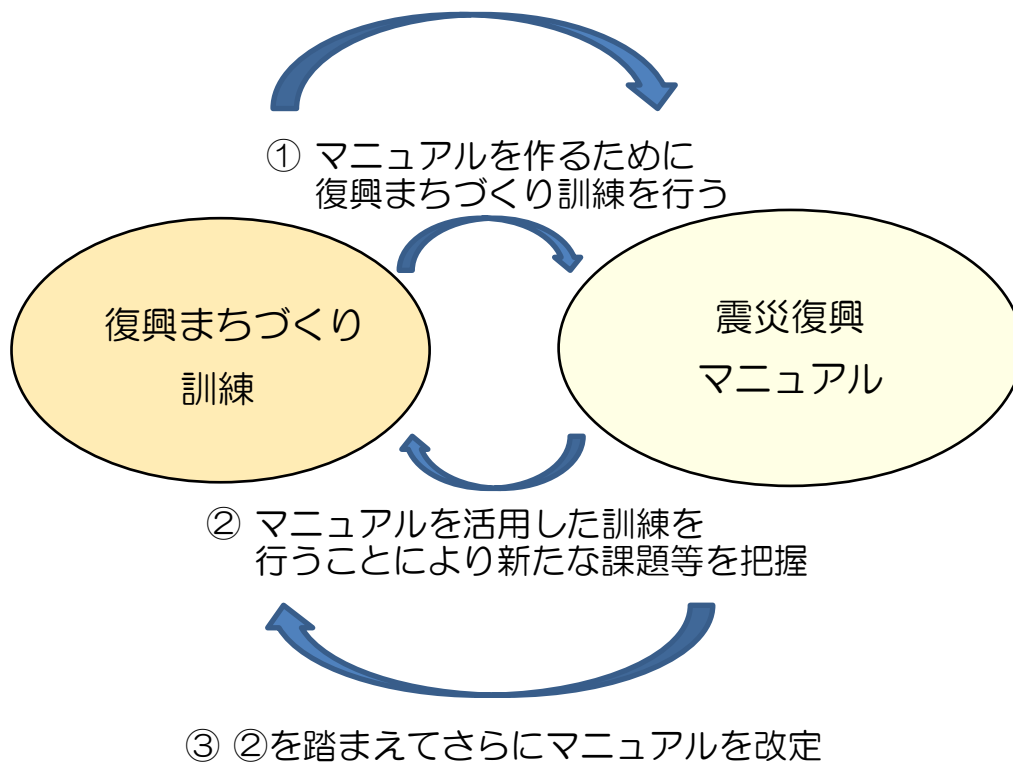 ① マニュアルを作るために
復興まちづくり訓練を行う
復興まちづくり
訓練
震災復興
マニュアル
② マニュアルを活用した訓練を
行うことにより新たな課題等を把握
③ ②を踏まえてさらにマニュアルを改定